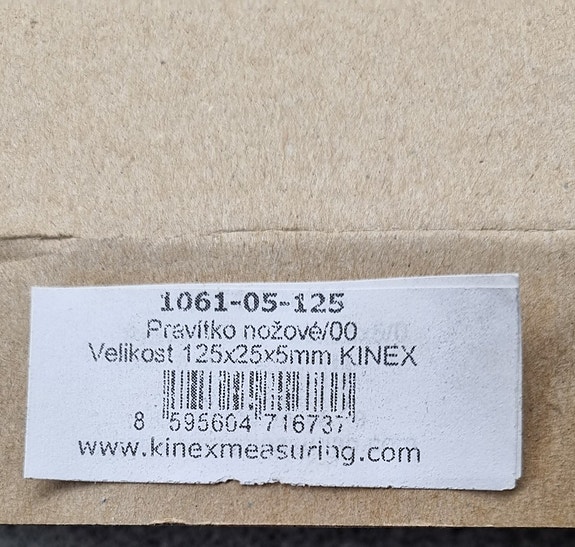 1061-05-125
Pravítko nožové/00
Velikost 125x25x5mm KINEX
8 595604 716737
www.kinexmeasuring.com